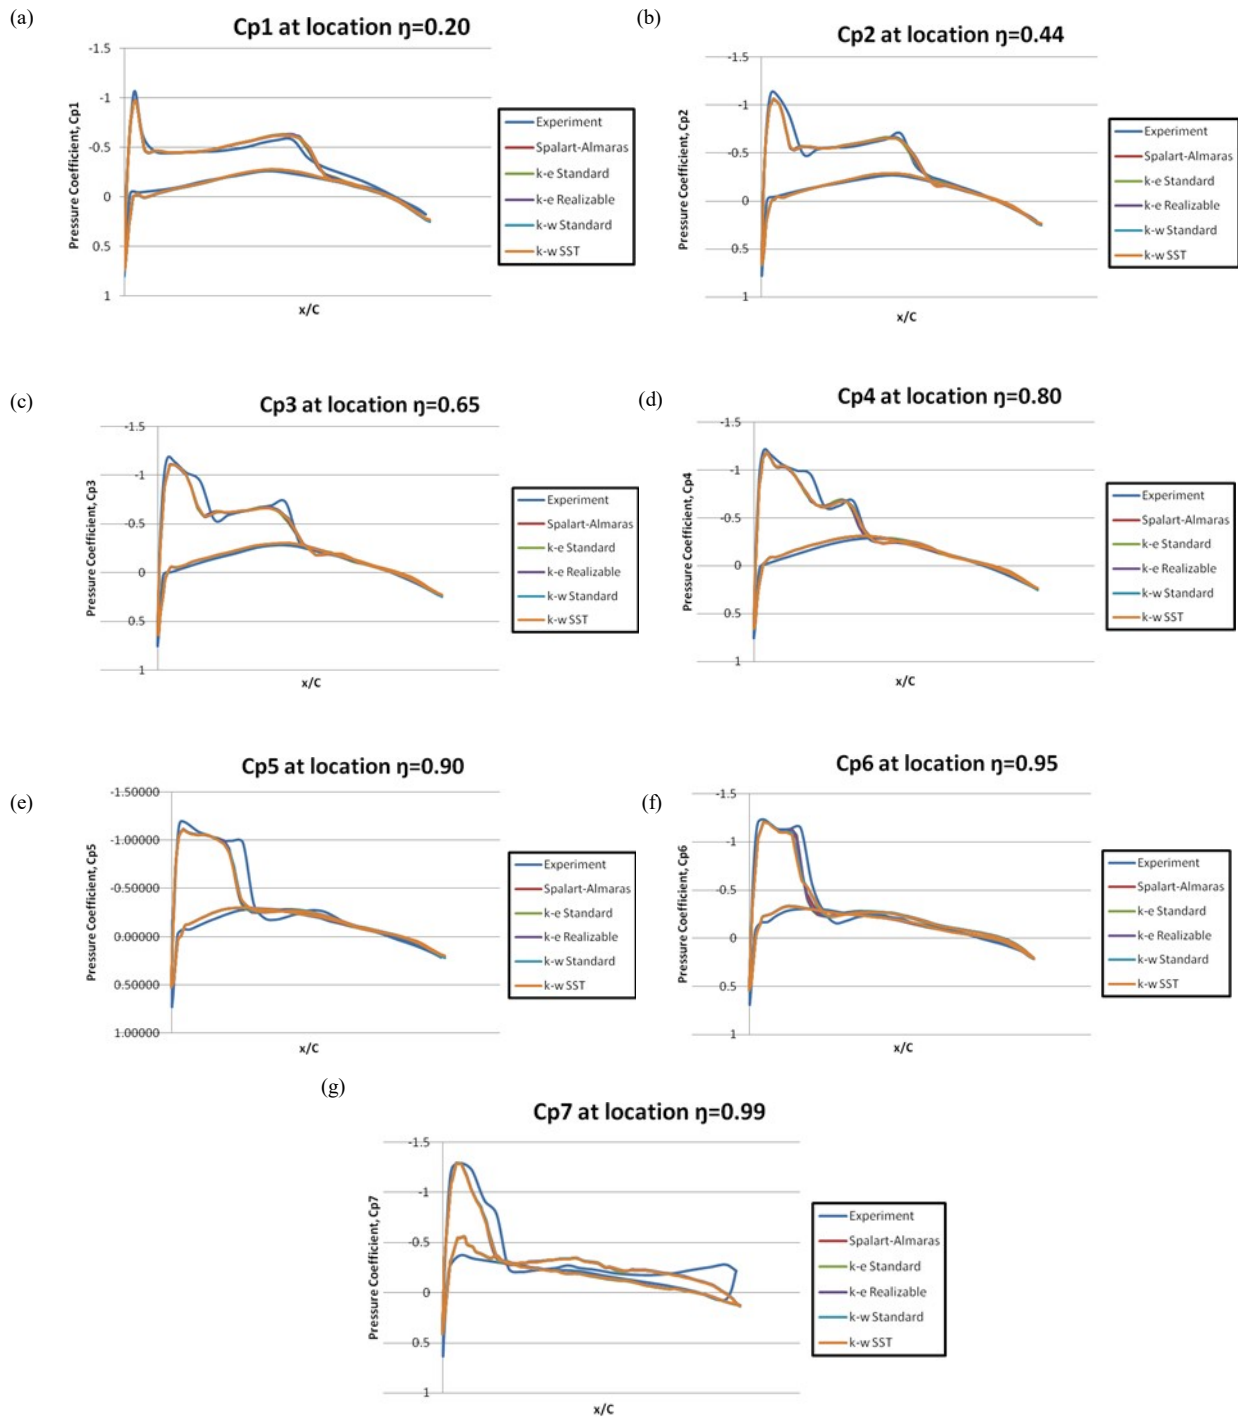 (a)
Cp1 at location ŋ=0.20
-1.5
-1
-0.5
0
0.5
1
Pressure Coefficient, Cp1
x/C
Experiment
Spalart-Almaras
k-e Standard
k-e Realizable
k-w Standard
k-w SST
(b)
Cp2 at location ŋ=0.44
-1.5
-1
-0.5
0
0.5
1
Pressure Coefficient, Cp2
x/C
Experiment
Spalart-Almaras
k-e Standard
k-e Realizable
k-w Standard
k-w SST
(c)
Cp3 at location ŋ=0.65
-1.5
-1
-0.5
0
0.5
1
Pressure Coefficient, Cp3
x/C
Experiment
Spalart-Almaras
k-e Standard
k-e Realizable
k-w Standard
k-w SST
(d)
Cp4 at location ŋ=0.80
-1.5
-1
-0.5
0
0.5
1
Pressure Coefficient, Cp4
x/C
Experiment
Spalart-Almaras
k-e Standard
k-e Realizable
k-w Standard
k-w SST
(e)
Cp5 at location ŋ=0.90
-1.50000
-1.00000
-0.50000
0.00000
0.50000
1.00000
Pressure Coefficient, Cp5
x/C
Experiment
Spalart-Almaras
k-e Standard
k-e Realizable
k-w Standard
k-w SST
(f)
Cp6 at location ŋ=0.95
-1.5
-1
-0.5
0
0.5
1
Pressure Coefficient, Cp6
x/C
Experiment
Spalart-Almaras
k-e Standard
k-e Realizable
k-w Standard
k-w SST
(g)
Cp7 at location ŋ=0.99
-1.5
-1
-0.5
0
0.5
1
Pressure Coefficient, Cp7
x/C
Experiment
Spalart-Almaras
k-e Standard
k-e Realizable
k-w Standard
k-w SST